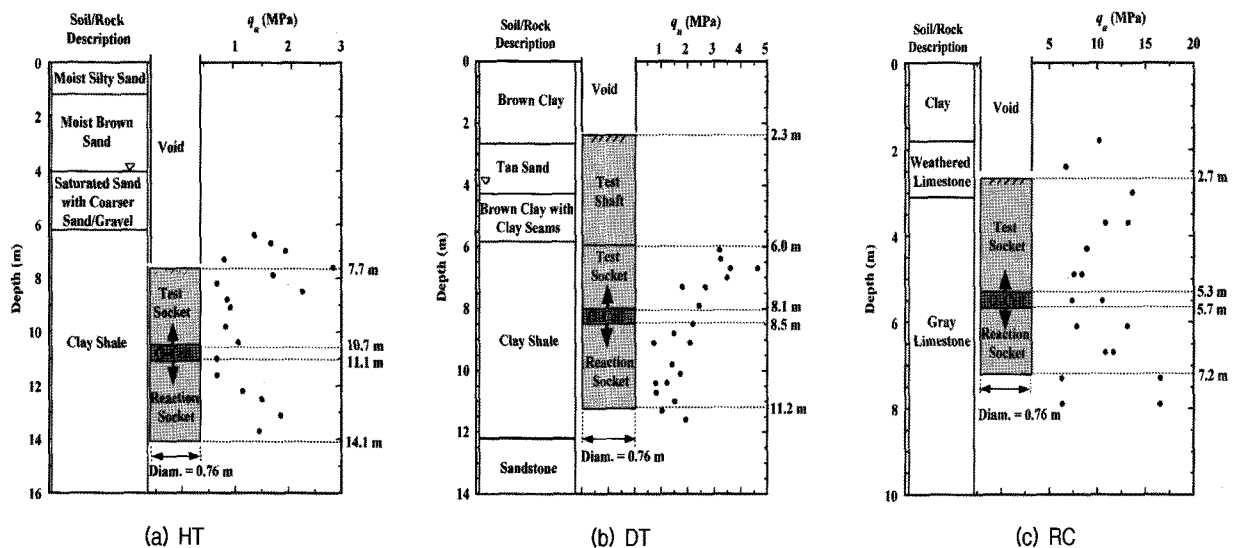 Soil/Rock
Description
q_u (MPa)
1 2 3
Moist Silty Sand
Moist Brown
Sand
Void
Saturated Sand
with Coarser
Sand/Gravel
Clay Shale
Test
Socket
Reaction
Socket
7.7 m
10.7 m
11.1 m
14.1 m
Diam. = 0.76 m
Depth (m)
0
2
4
6
8
10
12
14
16
(a) HT
Soil/Rock
Description
q_u (MPa)
1 2 3 4 5
Brown Clay
Void
Tan Sand
Brown Clay with
Clay Seams
Clay Shale
Sandstone
Test
Shaft
Test
Socket
Reaction
Socket
2.3 m
6.0 m
8.1 m
8.5 m
11.2 m
Diam. = 0.76 m
Depth (m)
0
2
4
6
8
10
12
14
(b) DT
Soil/Rock
Description
q_u (MPa)
5 10 15 20
Clay
Void
Weathered
Limestone
Gray
Limestone
Test
Socket
Reaction
Socket
2.7 m
5.3 m
5.7 m
7.2 m
Diam. = 0.76 m
Depth (m)
0
2
4
6
8
10
(c) RC